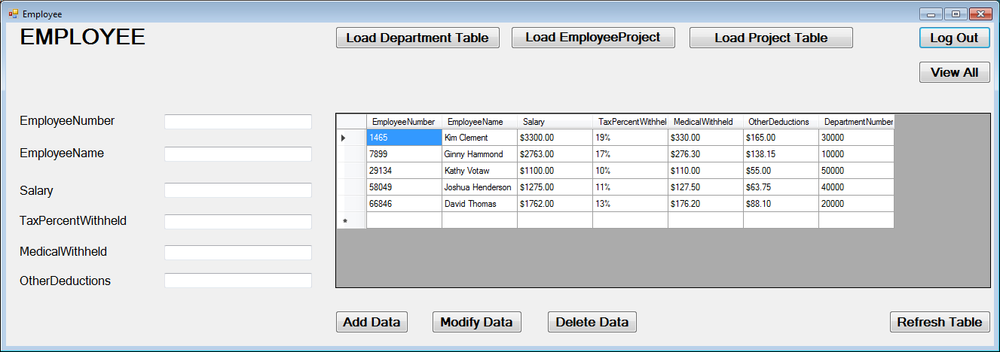 Employee
EMPLOYEE
Load Department Table Load EmployeeProject Load Project Table Log Out
View All
EmployeeNumber
EmployeeName
Salary
TaxPercentWithheld
MedicalWithheld
OtherDeductions
EmployeeNumber EmployeeName Salary TaxPercentWithhel MedicalWithheld OtherDeductions DepartmentNumber
1465 Kim Clement $3300.00 19% $330.00 $165.00 30000
7899 Ginny Hammond $2763.00 17% $276.30 $138.15 10000
29134 Kathy Votaw $1100.00 10% $110.00 $55.00 50000
58049 Joshua Henderson $1275.00 11% $127.50 $63.75 40000
66846 David Thomas $1762.00 13% $176.20 $88.10 20000
*
Add Data Modify Data Delete Data Refresh Table